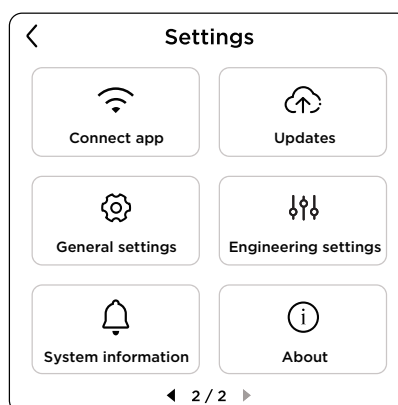 Settings
Connect app
Updates
General settings
Engineering settings
System information
About
2 / 2